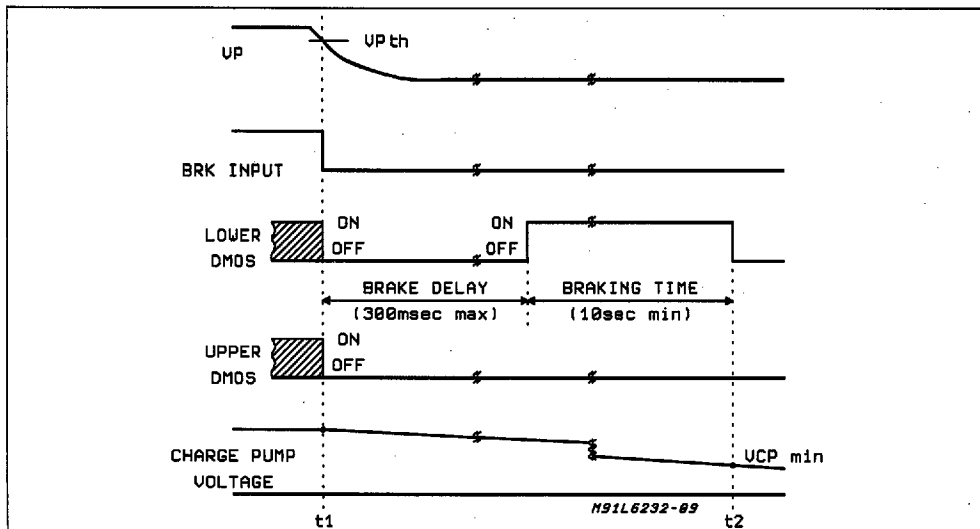 VP
VPth
BRK INPUT
LOWER
DMOS
ON
OFF
ON
OFF
BRAKE DELAY
(300msec max)
BRAKING TIME
(10sec min)
UPPER
DMOS
ON
OFF
CHARGE PUMP
VOLTAGE
VCP min
M91L6232-09
t1
t2